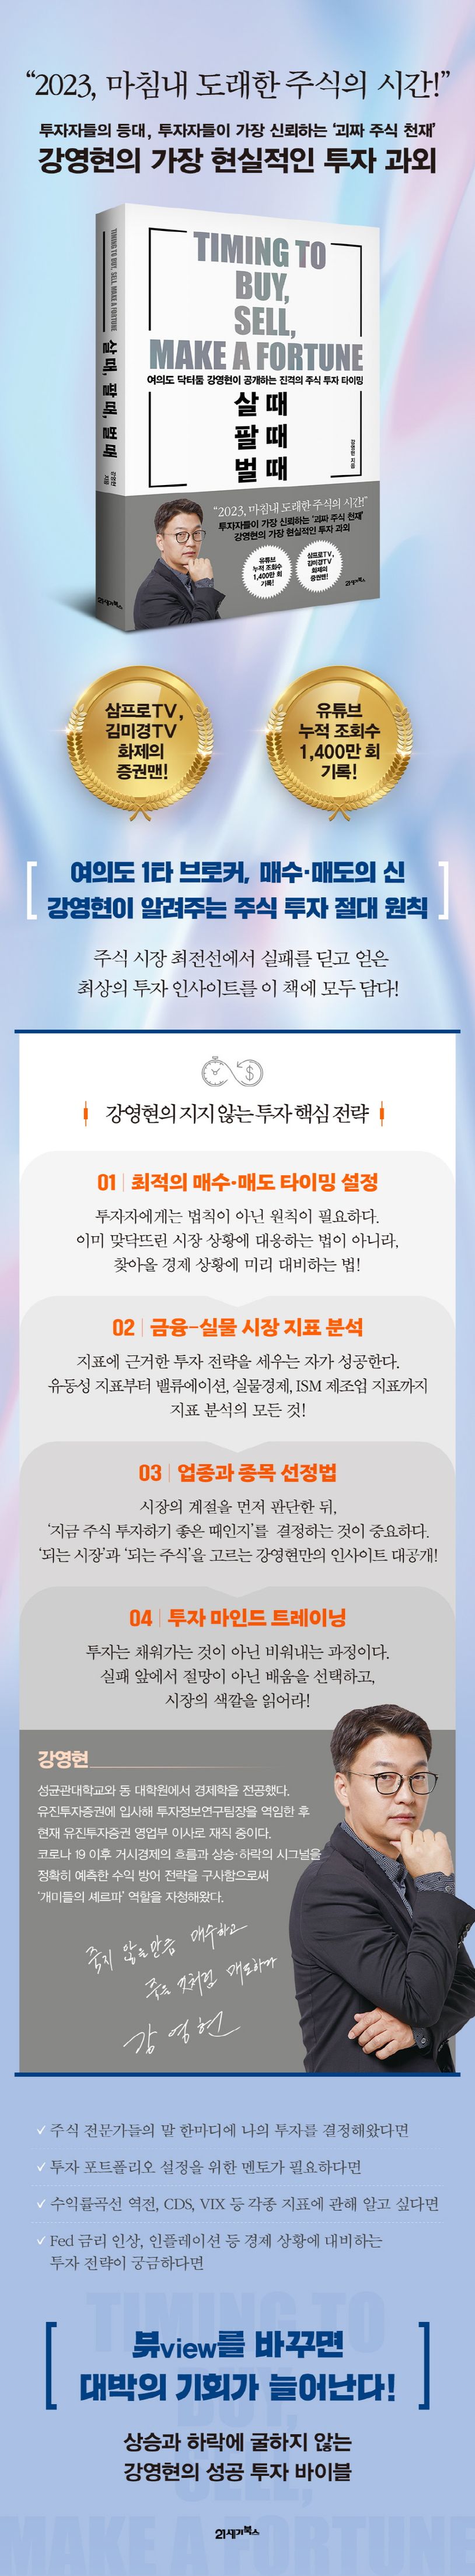 “2023, 마침내 도래한 주식의 시간!”
투자자들의 등대, 투자자들이 가장 신뢰하는 ‘괴짜 주식 천재’
강영현의 가장 현실적인 투자 과외
TIMING TO BUY, SELL, MAKE A FORTUNE
살 때, 팔 때, 벌 때
강영현 지음
21세기북스
TIMING TO
BUY,
SELL,
MAKE A FORTUNE
여의도 닥터둠 강영현이 공개하는 진격의 주식 투자 타이밍
살 때
팔 때
벌 때
강영현 지음
“2023, 마침내 도래한 주식의 시간!”
투자자들이 가장 신뢰하는 ‘괴짜 주식 천재’
강영현의 가장 현실적인 투자 과외
유튜브
누적 조회수
1,400만 회
기록!
삼프로TV,
김미경TV
화제의
증권맨!
21세기북스
삼프로TV,
김미경TV
화제의
증권맨!
유튜브
누적 조회수
1,400만 회
기록!
여의도 1타 브로커, 매수·매도의 신
강영현이 알려주는 주식 투자 절대 원칙
주식 시장 최전선에서 실패를 딛고 얻은
최상의 투자 인사이트를 이 책에 모두 담다!
강영현의 지지 않는 투자 핵심 전략
01 | 최적의 매수·매도 타이밍 설정
투자자에게는 법칙이 아닌 원칙이 필요하다.
이미 맞닥뜨린 시장 상황에 대응하는 법이 아니라,
찾아올 경제 상황에 미리 대비하는 법!
02 | 금융-실물 시장 지표 분석
지표에 근거한 투자 전략을 세우는 자가 성공한다.
유동성 지표부터 밸류에이션, 실물경제, ISM 제조업 지표까지
지표 분석의 모든 것!
03 | 업종과 종목 선정법
시장의 계절을 먼저 판단한 뒤,
‘지금 주식 투자하기 좋은 때인지’를 결정하는 것이 중요하다.
‘되는 시장’과 ‘되는 주식’을 고르는 강영현만의 인사이트 대공개!
04 | 투자 마인드 트레이닝
투자는 채워가는 것이 아닌 비워내는 과정이다.
실패 앞에서 절망이 아닌 배움을 선택하고,
시장의 색깔을 읽어라!
강영현
성균관대학교와 동 대학원에서 경제학을 전공했다.
유진투자증권에 입사해 투자정보연구팀장을 역임한 후
현재 유진투자증권 영업부 이사로 재직 중이다.
코로나 19 이후 거시경제의 흐름과 상승·하락의 시그널을
정확히 예측한 수익 방어 전략을 구사함으로써
‘개미들의 셰르파’ 역할을 자청해왔다.
죽지 않을만큼 매수하고
죽은 것처럼 매도하라
강영현
주식 전문가들의 말 한마디에 나의 투자를 결정해왔다면
투자 포트폴리오 설정을 위한 멘토가 필요하다면
수익률곡선 역전, CDS, VIX 등 각종 지표에 관해 알고 싶다면
Fed 금리 인상, 인플레이션 등 경제 상황에 대비하는
투자 전략이 궁금하다면
TIMING TO
BUY,
SELL,
MAKE A FORTUNE
뷰view를 바꾸면
대박의 기회가 늘어난다!
상승과 하락에 굴하지 않는
강영현의 성공 투자 바이블
21세기북스